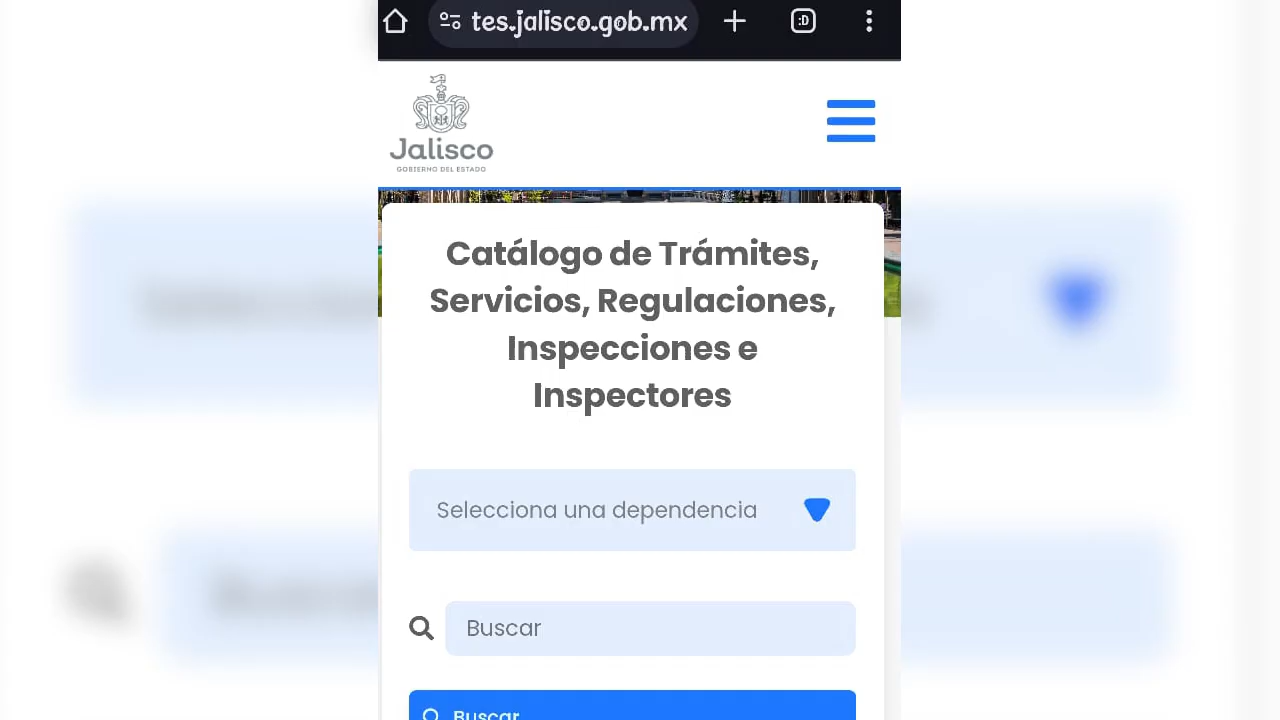 tes.jalisco.gob.mx
:D
Jalisco
GOBIERNO DEL ESTADO
Catálogo de Trámites,
Servicios, Regulaciones,
Inspecciones e
Inspectores
Selecciona una dependencia
Buscar
Buscar